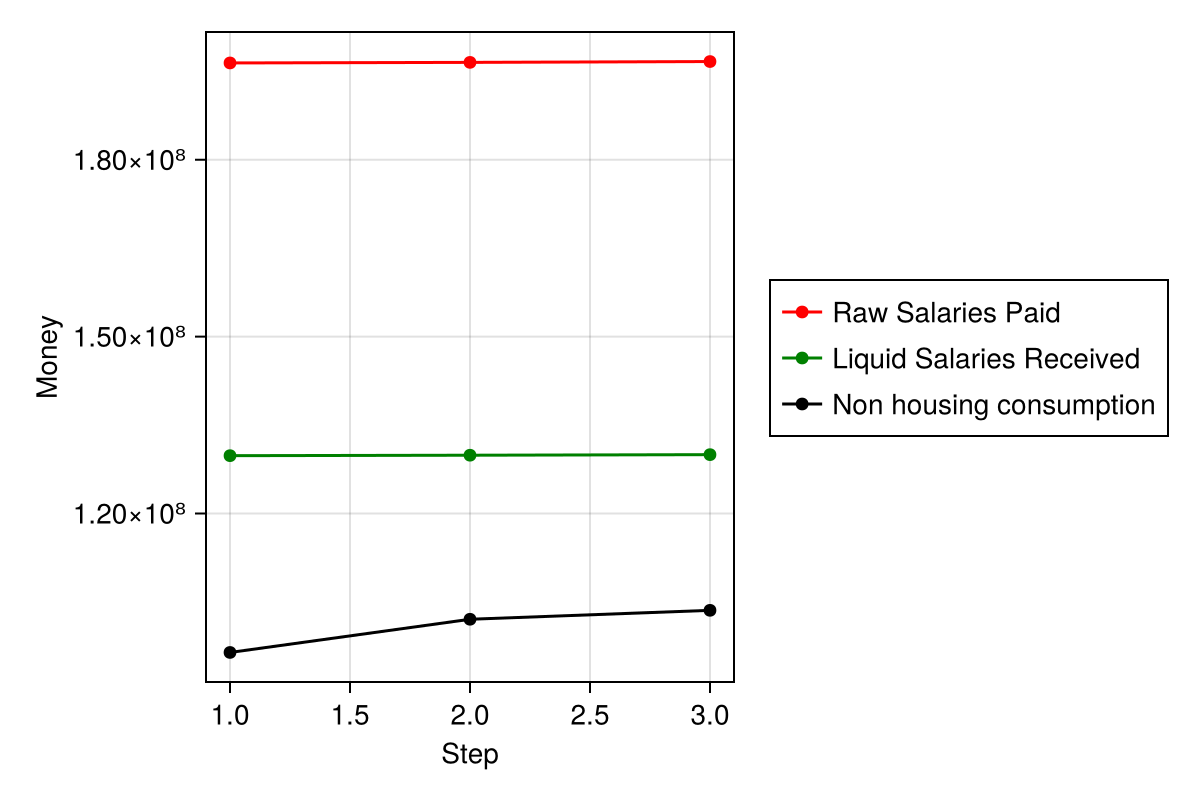 Money
1.80×10⁸
1.50×10⁸
1.20×10⁸
1.0 1.5 2.0 2.5 3.0
Step
Raw Salaries Paid
Liquid Salaries Received
Non housing consumption